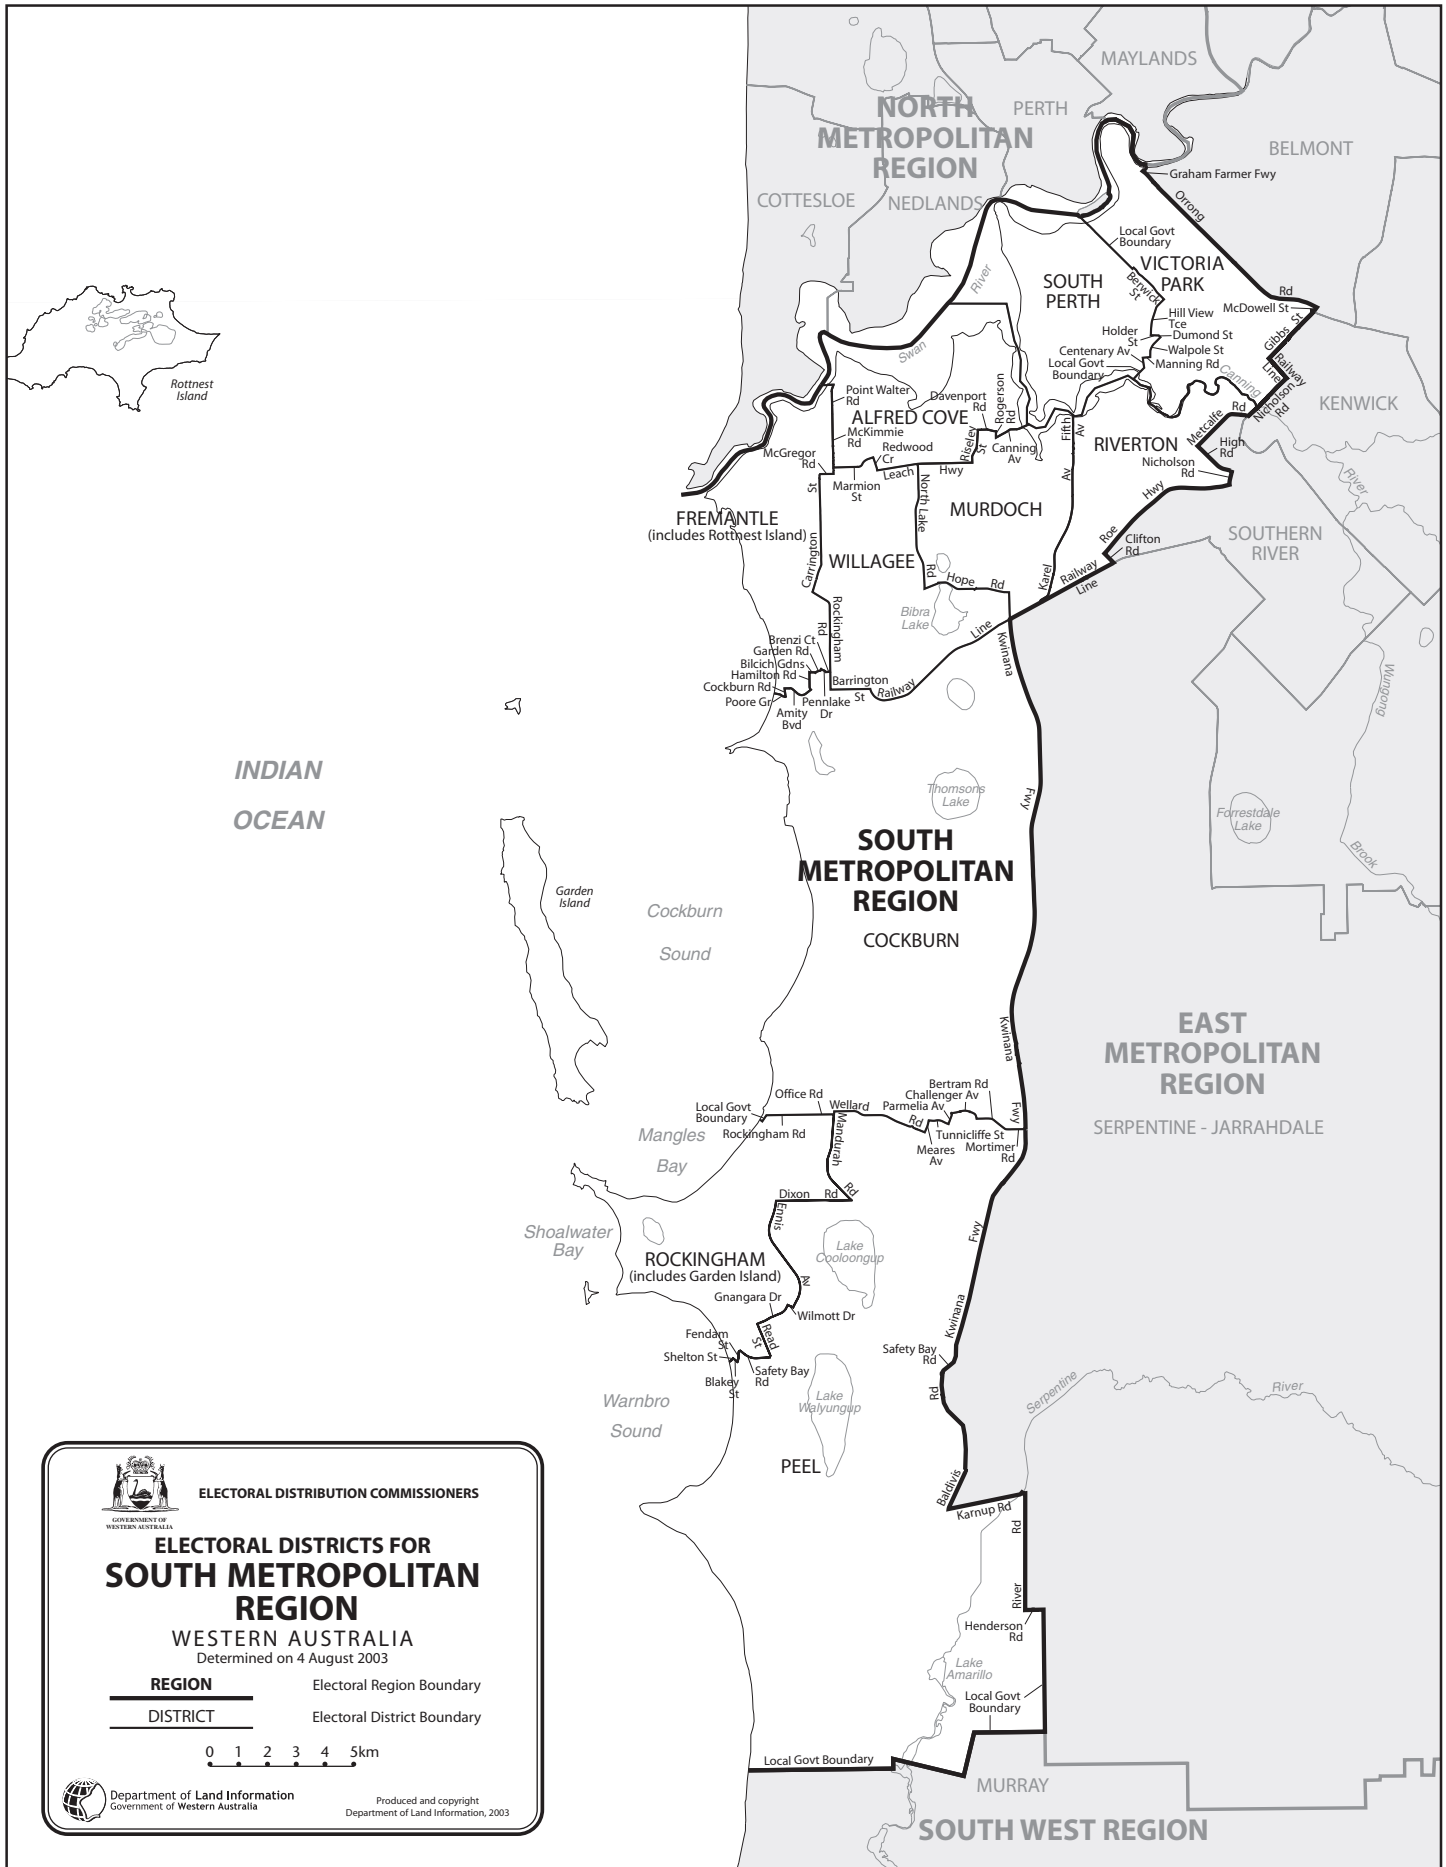 MAYLANDS
NORTH
METROPOLITAN
REGION
PERTH
BELMONT
Graham Farmer Fwy
COTTESLOE
NEDLANDS
Orrong
Local Govt
Boundary
VICTORIA
PARK
SOUTH
PERTH
River
Berwick
St
Rd
McDowell St
Hill View
Tce
Holder
St
Dumond St
Gibbs
St
Centenary Av
Walpole St
Local Govt
Boundary
Manning Rd
Railway
Line
Swan
Canning
Rottnest
Island
Point Walter
Rd
Davenport
Rd
Rogerson
Rd
Nicholson
Rd
KENWICK
ALFRED COVE
Fifth
Av
Metcalfe
Rd
McKimmie
Rd
Riseley
St
RIVERTON
High
Rd
Redwood
Cr
Canning
Av
McGregor
Rd
Leach
Hwy
Nicholson
Rd
River
St
Marmion
St
Av
Hwy
North Lake
MURDOCH
FREMANTLE
(includes Rottnest Island)
SOUTHERN
RIVER
Roe
Clifton
Rd
Carrington
WILLAGEE
Rd
Hope
Rd
Karel
Railway
Line
Rockingham
Rd
Bibra
Lake
Line
Kwinana
Brenzi Ct
Garden Rd
Bilcich Gdns
Hamilton Rd
Cockburn Rd
Poore Gr
Barrington
St
Railway
Pennlake
Dr
Amity
Bvd
Wungong
INDIAN
OCEAN
Thomsons
Lake
Fwy
Forrestdale
Lake
SOUTH
METROPOLITAN
REGION
Brook
Garden
Island
Cockburn
Sound
COCKBURN
EAST
METROPOLITAN
REGION
Kwinana
Bertram Rd
Challenger Av
Office Rd
Wellard
Parmelia Av
Fwy
Local Govt
Boundary
Rockingham Rd
Mandurah
Rd
Tunnicliffe St
SERPENTINE - JARRAHDALE
Mangles
Bay
Meares
Av
Mortimer
Rd
Dixon
Rd
Rd
Ennis
Shoalwater
Bay
Fwy
Lake
Cooloongup
ROCKINGHAM
(includes Garden Island)
Av
Gnangara Dr
Wilmott Dr
Kwinana
Fendam
St
Read
St
Safety Bay
Rd
Shelton St
Safety Bay
Rd
Blakey
St
Rd
Serpentine
River
Warnbro
Sound
Lake
Walyungup
PEEL
Baldivis
Karnup Rd
Rd
River
Henderson
Rd
Lake
Amarillo
Local Govt
Boundary
Local Govt Boundary
MURRAY
SOUTH WEST REGION
GOVERNMENT OF
WESTERN AUSTRALIA
ELECTORAL DISTRIBUTION COMMISSIONERS
ELECTORAL DISTRICTS FOR
SOUTH METROPOLITAN
REGION
WESTERN AUSTRALIA
Determined on 4 August 2003
REGION
Electoral Region Boundary
DISTRICT
Electoral District Boundary
0 1 2 3 4 5km
Department of Land Information
Government of Western Australia
Produced and copyright
Department of Land Information, 2003